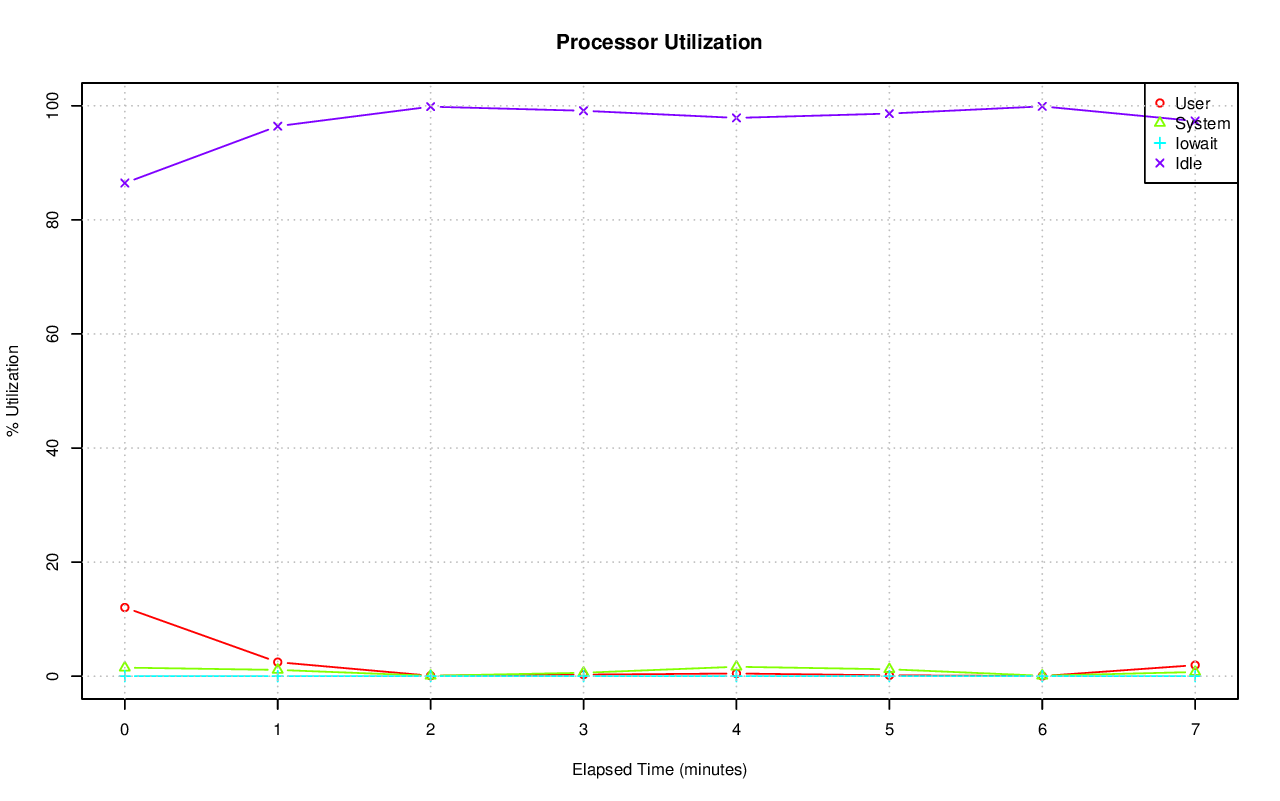 Processor Utilization
% Utilization
100
80
60
40
20
0
User
System
Iowait
Idle
0 1 2 3 4 5 6 7
Elapsed Time (minutes)